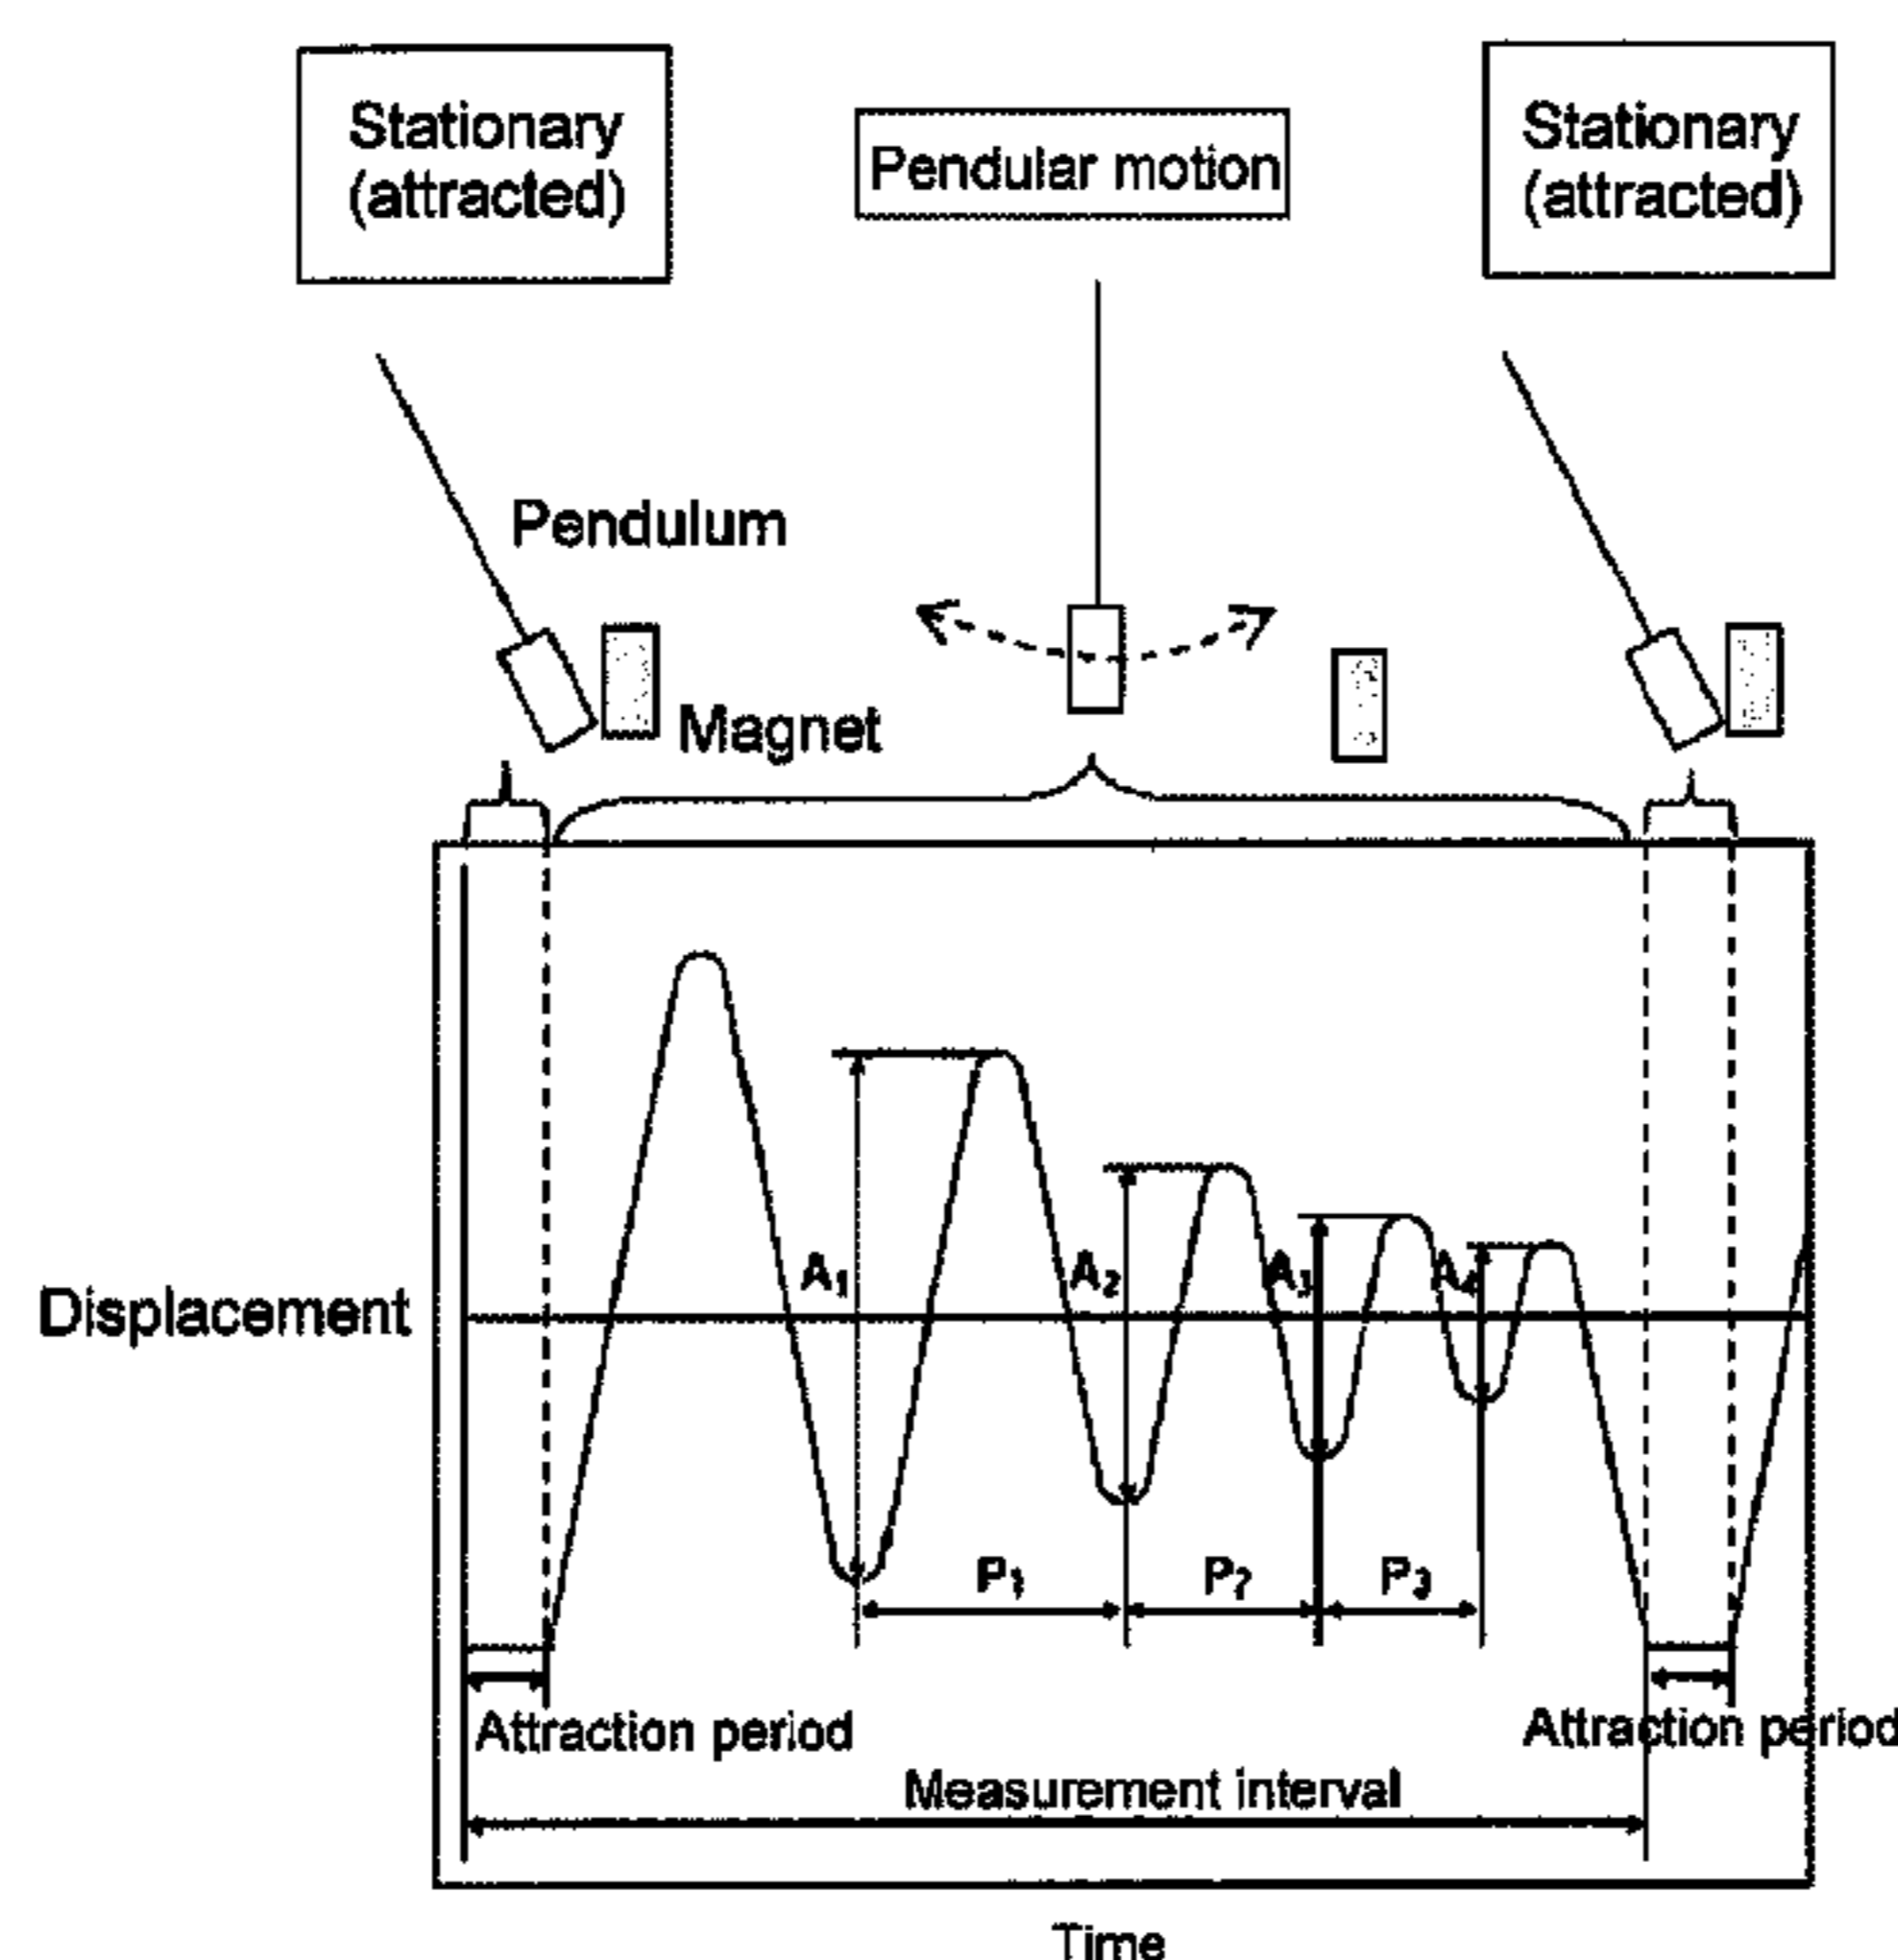 Stationary
(attracted)
Pendular motion
Stationary
(attracted)
Pendulum
Magnet
Displacement
A1
A2
A3
A4
P1
P2
P3
Attraction period
Attraction period
Measurement interval
Time